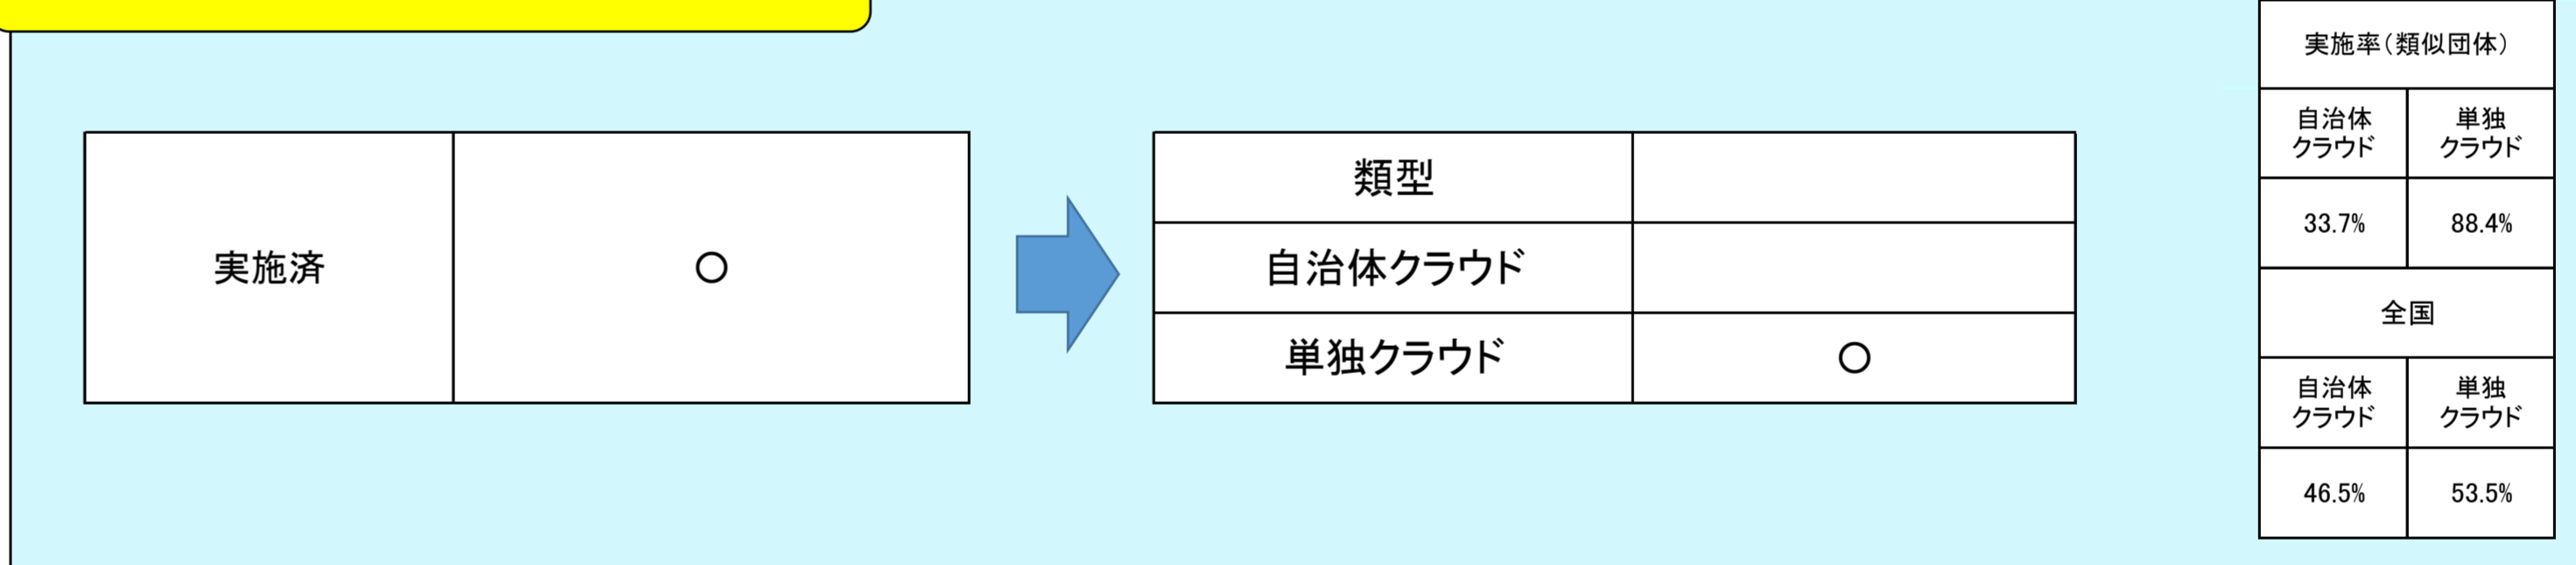 実施済
○
類型
自治体クラウド
単独クラウド
○
実施率(類似団体)
自治体
クラウド
単独
クラウド
33.7%
88.4%
全国
自治体
クラウド
単独
クラウド
46.5%
53.5%